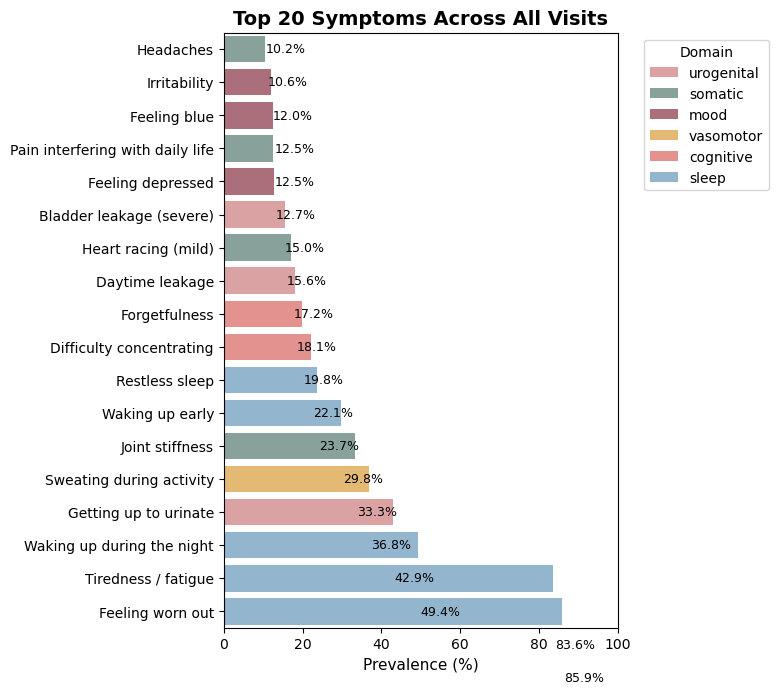 Top 20 Symptoms Across All Visits
Headaches 10.2%
Irritability 10.6%
Feeling blue 12.0%
Pain interfering with daily life 12.5%
Feeling depressed 12.5%
Bladder leakage (severe) 12.7%
Heart racing (mild) 15.0%
Daytime leakage 15.6%
Forgetfulness 17.2%
Difficulty concentrating 18.1%
Restless sleep 19.8%
Waking up early 22.1%
Joint stiffness 23.7%
Sweating during activity 29.8%
Getting up to urinate 33.3%
Waking up during the night 36.8%
Tiredness / fatigue 42.9%
Feeling worn out 49.4%
0 20 40 60 80 100
83.6%
Prevalence (%)
85.9%
Domain
urogenital
somatic
mood
vasomotor
cognitive
sleep